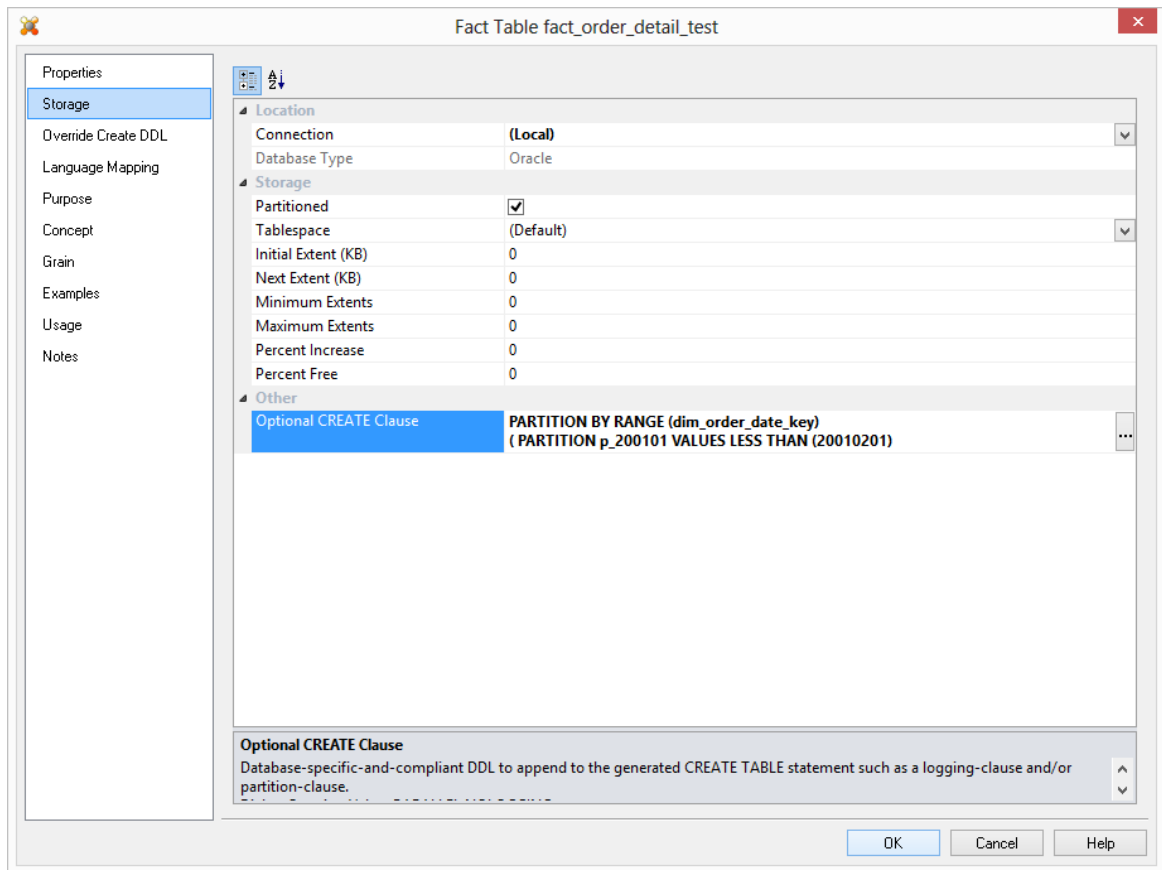 Fact Table fact_order_detail_test
Properties
Storage
Override Create DDL
Language Mapping
Purpose
Concept
Grain
Examples
Usage
Notes
Location
Connection (Local)
Database Type Oracle
Storage
Partitioned
Tablespace (Default)
Initial Extent (KB) 0
Next Extent (KB) 0
Minimum Extents 0
Maximum Extents 0
Percent Increase 0
Percent Free 0
Other
Optional CREATE Clause PARTITION BY RANGE (dim_order_date_key)
( PARTITION p_200101 VALUES LESS THAN (20010201)
...
Optional CREATE Clause
Database-specific-and-compliant DDL to append to the generated CREATE TABLE statement such as a logging-clause and/or
partition-clause.
OK Cancel Help